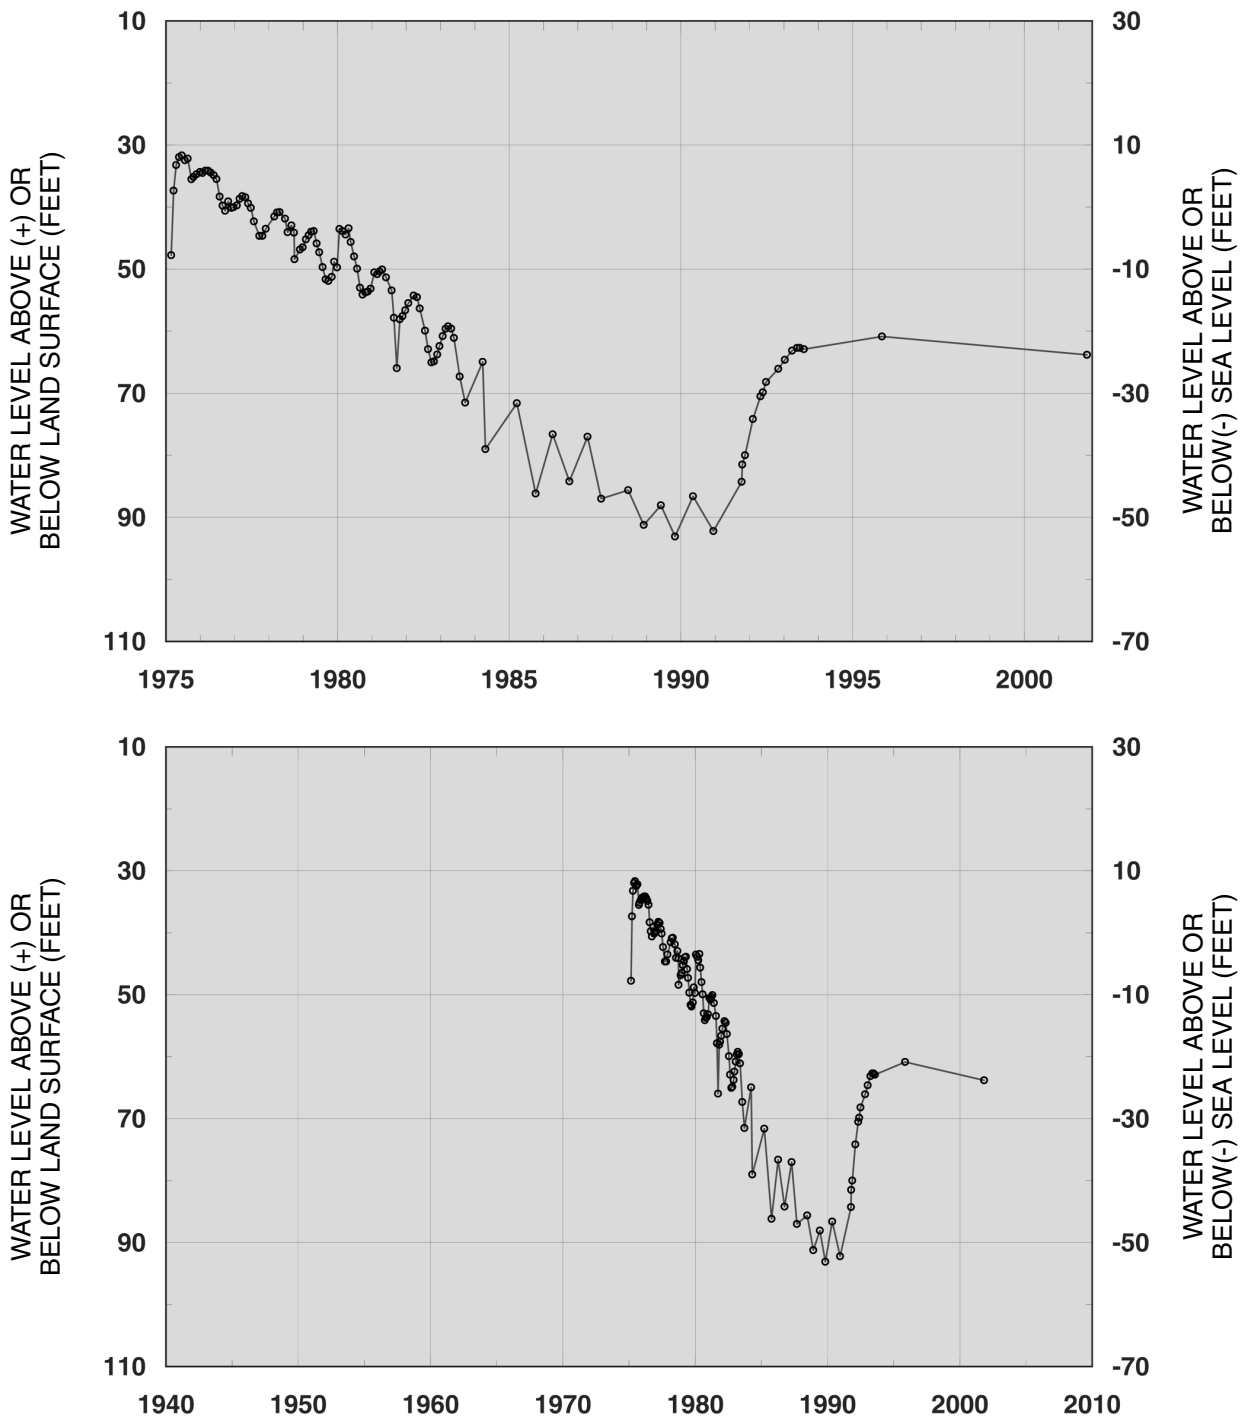 10
30
50
70
90
110
WATER LEVEL ABOVE (+) OR
BELOW LAND SURFACE (FEET)
30
10
-10
-30
-50
-70
WATER LEVEL ABOVE OR
BELOW(-) SEA LEVEL (FEET)
1975 1980 1985 1990 1995 2000
10
30
50
70
90
110
WATER LEVEL ABOVE (+) OR
BELOW LAND SURFACE (FEET)
30
10
-10
-30
-50
-70
WATER LEVEL ABOVE OR
BELOW(-) SEA LEVEL (FEET)
1940 1950 1960 1970 1980 1990 2000 2010